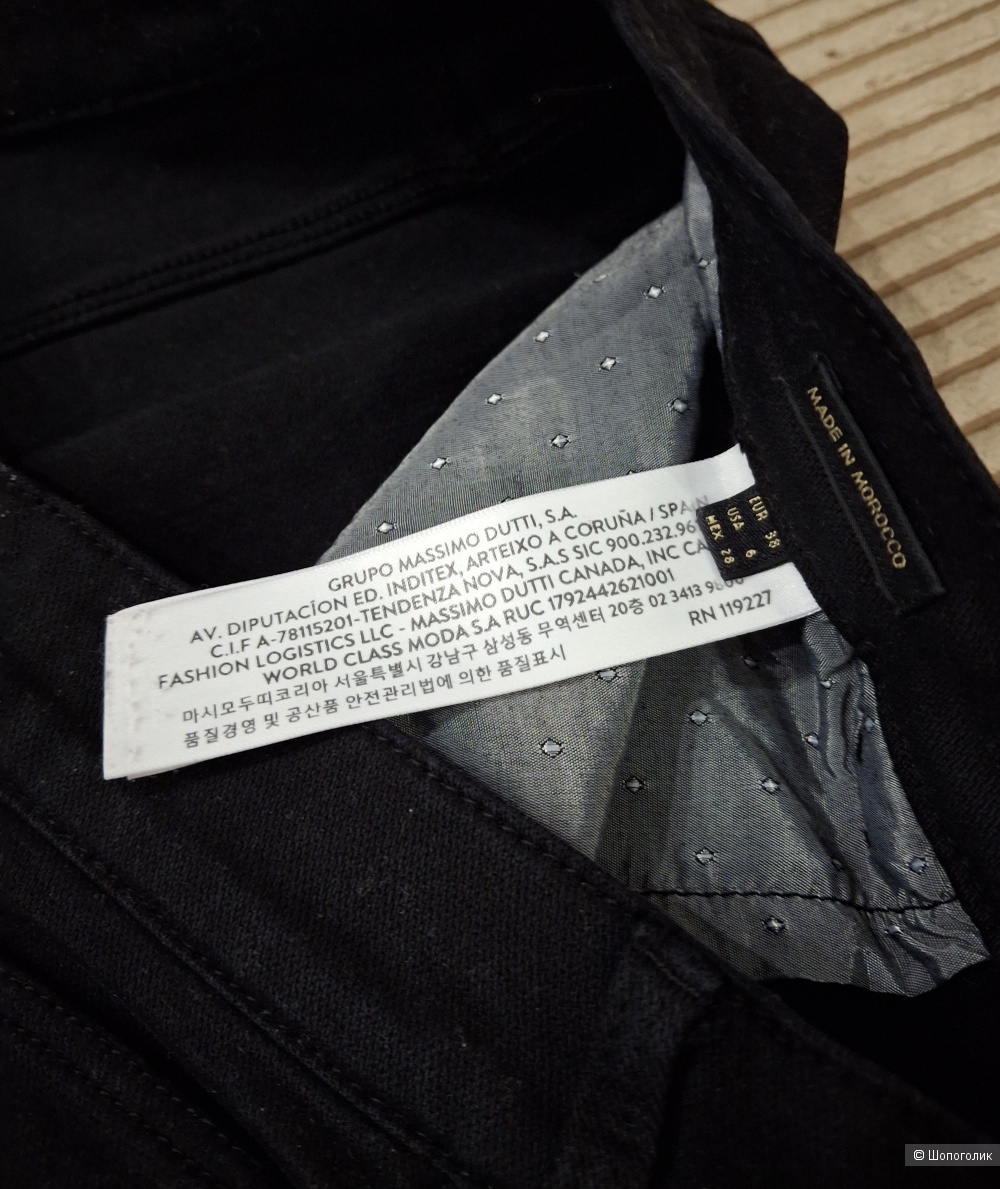 GRUPO MASSIMO DUTTI, S.A.
AV. DIPUTACÍON ED. INDITEX, ARTEIXO A CORUÑA / SPAIN
C.I.F A-78115201-TENDENZA NOVA, S.A.S SIC 900.232.96
FASHION LOGISTICS LLC - MASSIMO DUTTI CANADA, INC CA
WORLD CLASS MODA S.A RUC 1792442621001
마시모두띠코리아 서울특별시 강남구 삼성동 무역센터 20층 02 3413
품질경영 및 공산품 안전관리법에 의한 품질표시
RN 119227
EUR 38
USA 6
MEX 28
MADE IN MOROCCO
© Шопоголик